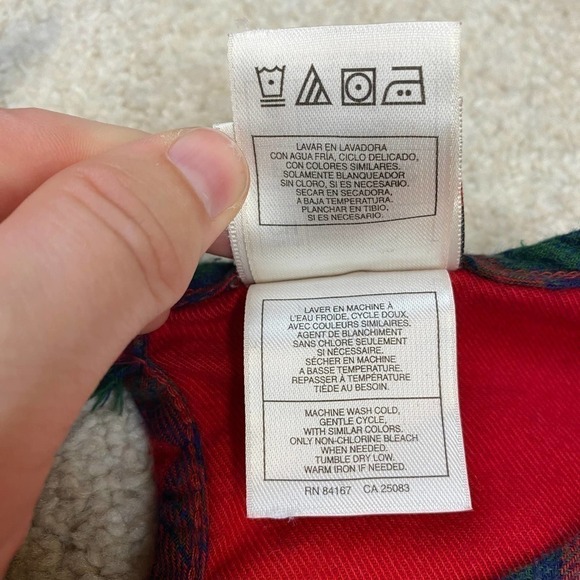 LAVAR EN LAVADORA
CON AGUA FRÍA, CICLO DELICADO,
CON COLORES SIMILARES.
SOLAMENTE BLANQUEADOR
SIN CLORO, SI ES NECESARIO.
SECAR EN SECADORA,
A BAJA TEMPERATURA.
PLANCHAR EN TIBIO,
SI ES NECESARIO.
LAVER EN MACHINE À
L'EAU FROIDE, CYCLE DOUX,
AVEC COULEURS SIMILAIRES.
AGENT DE BLANCHIMENT
SANS CHLORE SEULEMENT
SI NÉCESSAIRE.
SÉCHER EN MACHINE
A BASSE TEMPERATURE.
REPASSER À TEMPÉRATURE
TIÈDE AU BESOIN.
MACHINE WASH COLD,
GENTLE CYCLE,
WITH SIMILAR COLORS.
ONLY NON-CHLORINE BLEACH
WHEN NEEDED.
TUMBLE DRY LOW.
WARM IRON IF NEEDED.
RN 84167 CA 25083